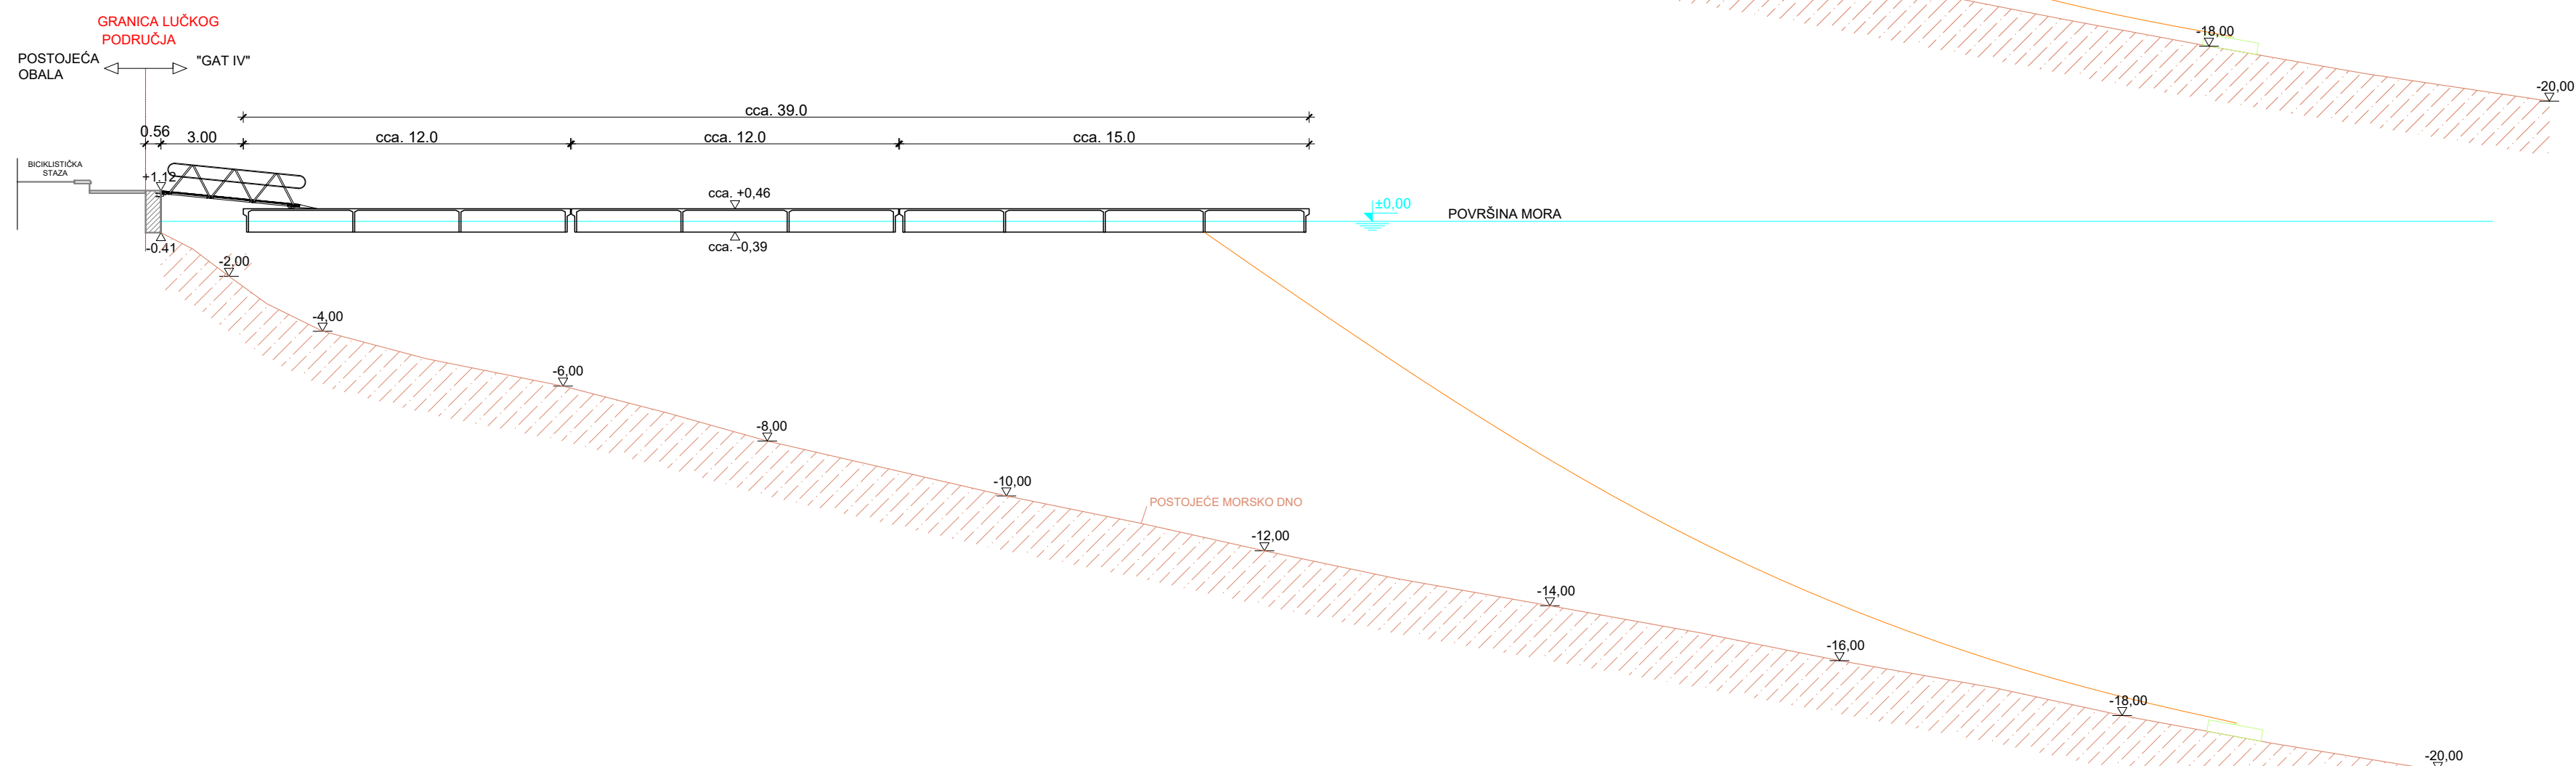 GRANICA LUČKOG
PODRUČJA
POSTOJEĆA
OBALA
"GAT IV"
-18,00
-20,00
cca. 39.0
0.56
3.00
cca. 12.0
cca. 12.0
cca. 15.0
BICIKLISTIČKA
STAZA
+1.12
cca. +0,46
±0,00
POVRŠINA MORA
-0.41
cca. -0,39
-2,00
-4,00
-6,00
-8,00
-10,00
POSTOJEĆE MORSKO DNO
-12,00
-14,00
-16,00
-18,00
-20,00